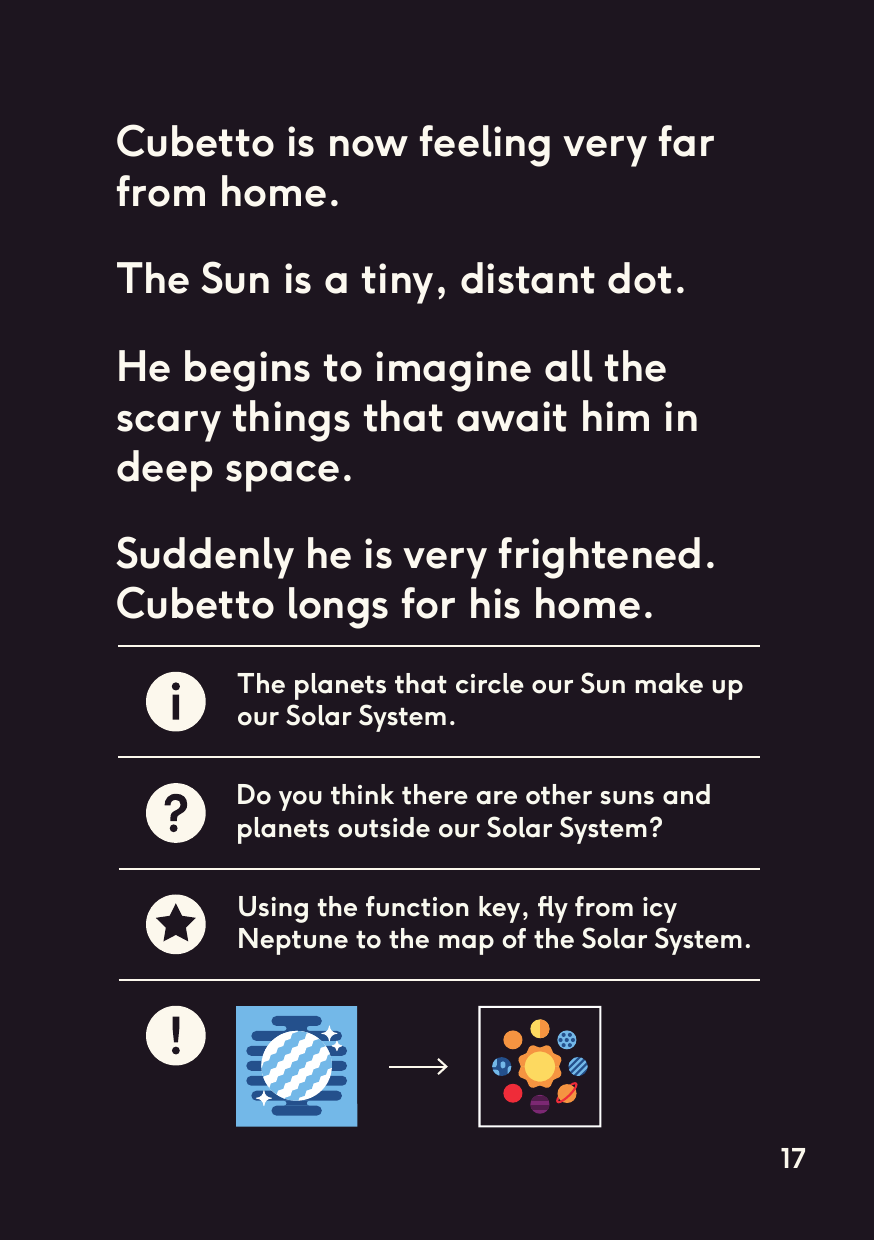 Cubetto is now feeling very far
from home.
The Sun is a tiny, distant dot.
He begins to imagine all the
scary things that await him in
deep space.
Suddenly he is very frightened.
Cubetto longs for his home.
i
The planets that circle our Sun make up
our Solar System.
?
Do you think there are other suns and
planets outside our Solar System?
Using the function key, fly from icy
Neptune to the map of the Solar System.
!
17